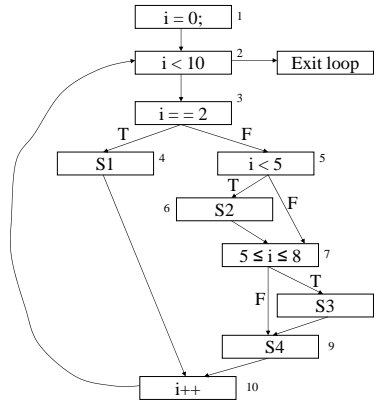 i = 0; 1
i < 10 2 Exit loop
3
i == 2
T F
S1 4 i < 5 5
T
6 S2 F
5 ≤ i ≤ 8 7
T
F S3
S4 9
i++ 10